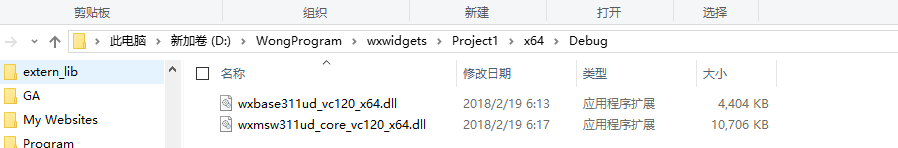 剪贴板 组织 新建 打开 选择
此电脑 新加卷 (D:) WongProgram wxwidgets Project1 x64 Debug
extern_lib
GA
My Websites
Program
名称 修改日期 类型 大小
wxbase311ud_vc120_x64.dll 2018/2/19 6:13 应用程序扩展 4,404 KB
wxmsw311ud_core_vc120_x64.dll 2018/2/19 6:17 应用程序扩展 10,706 KB